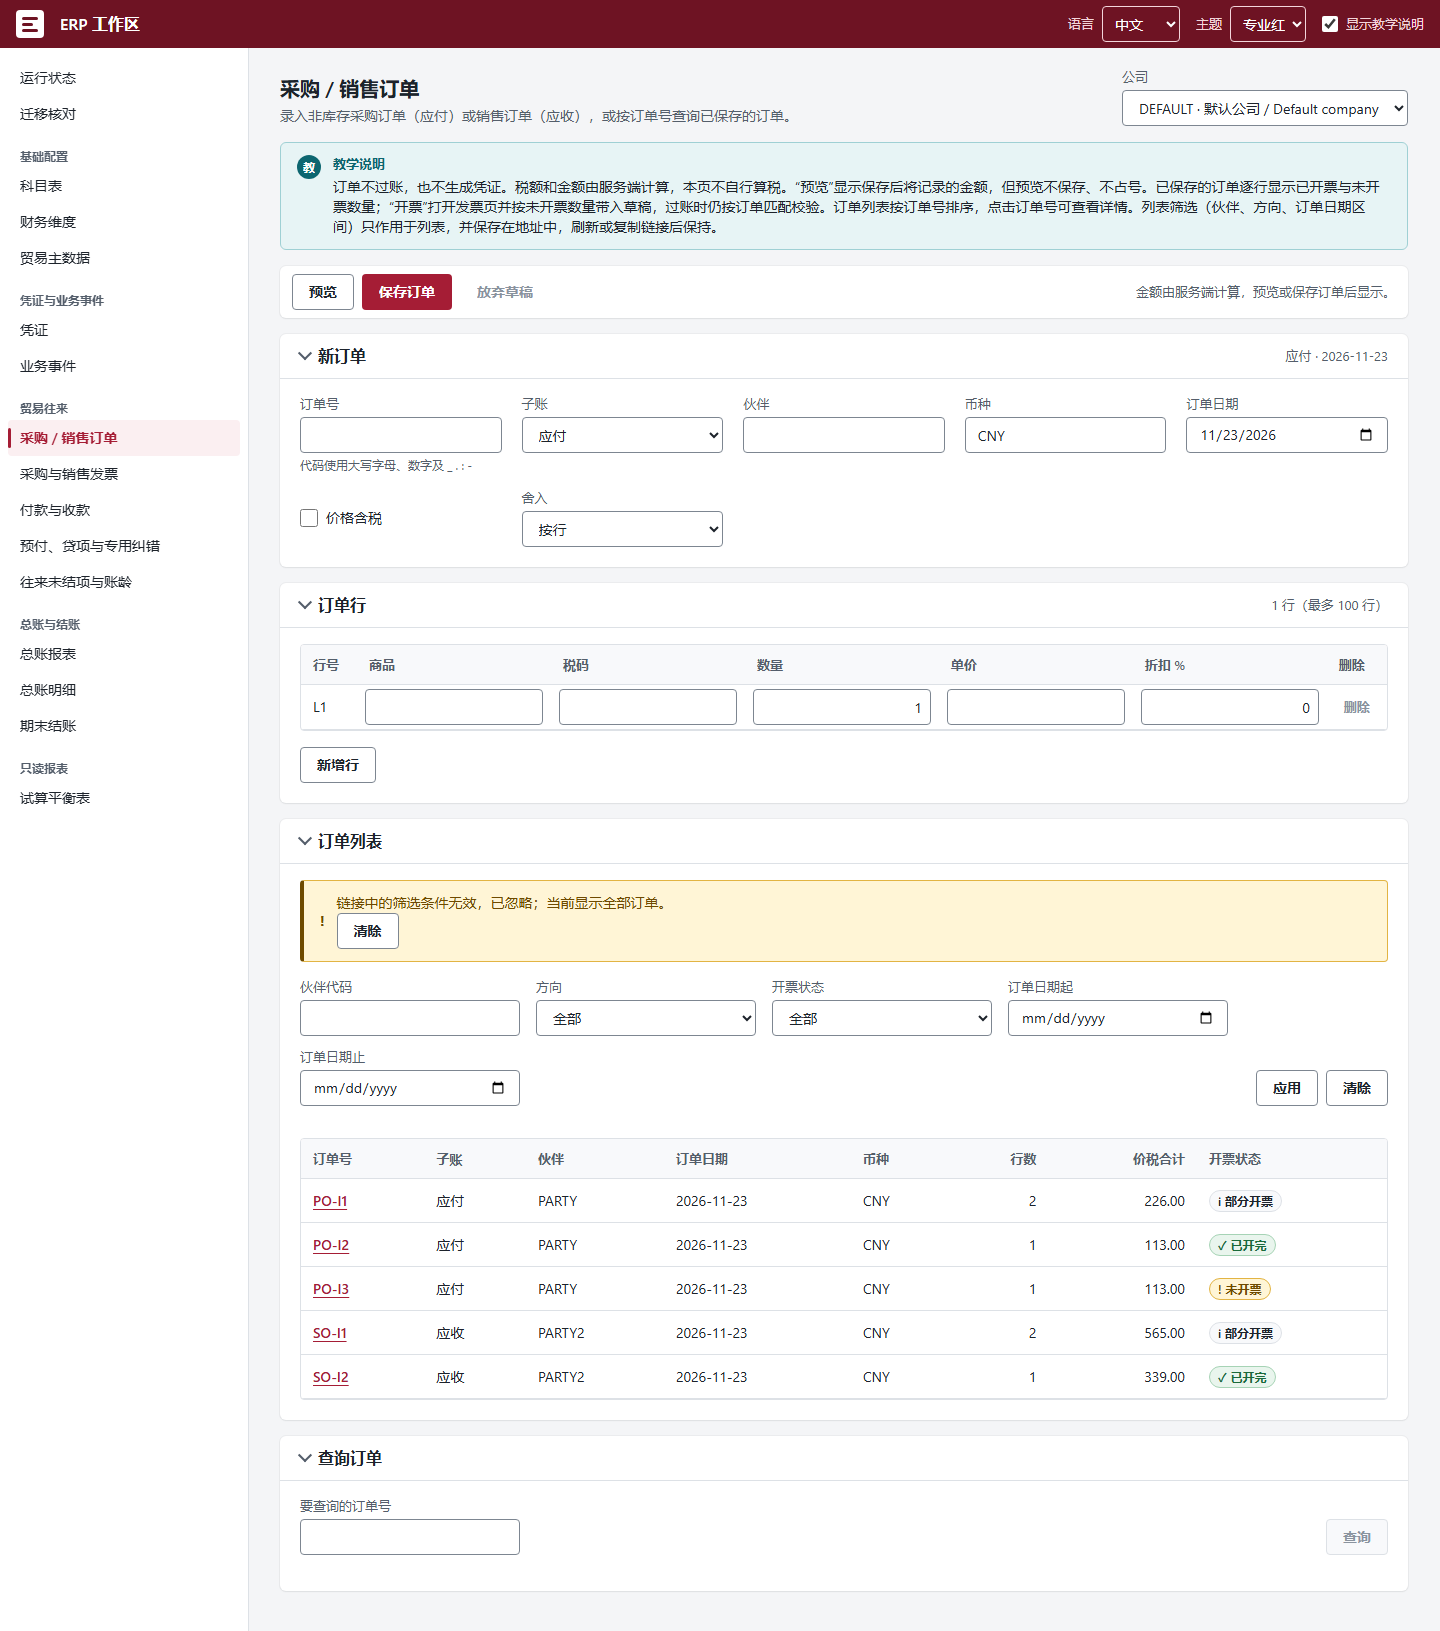 ERP 工作区
语言 中文 主题 专业红 显示教学说明
运行状态
迁移核对
基础配置
科目表
财务维度
贸易主数据
凭证与业务事件
凭证
业务事件
贸易往来
采购 / 销售订单
采购与销售发票
付款与收款
预付、贷项与专用纠错
往来未结项与账龄
总账与结账
总账报表
总账明细
期末结账
只读报表
试算平衡表
采购 / 销售订单
录入非库存采购订单（应付）或销售订单（应收），或按订单号查询已保存的订单。
公司
DEFAULT · 默认公司 / Default company
教 教学说明
订单不过账，也不生成凭证。税额和金额由服务端计算，本页不自行算税。“预览”显示保存后将记录的金额，但预览不保存、不占号。已保存的订单逐行显示已开票与未开
票数量；“开票”打开发票页并按未开票数量带入草稿，过账时仍按订单匹配校验。订单列表按订单号排序，点击订单号可查看详情。列表筛选（伙伴、方向、订单日期区
间）只作用于列表，并保存在地址中，刷新或复制链接后保持。
预览 保存订单 放弃草稿 金额由服务端计算，预览或保存订单后显示。
新订单 应付 · 2026-11-23
订单号 子账 伙伴 币种 订单日期
应付 CNY 11/23/2026
代码使用大写字母、数字及 _ . : -
舍入
价格含税 按行
订单行 1 行（最多 100 行）
行号 商品 税码 数量 单价 折扣 % 删除
L1 1 0 删除
新增行
订单列表
! 链接中的筛选条件无效，已忽略；当前显示全部订单。
清除
伙伴代码 方向 开票状态 订单日期起
全部 全部 mm/dd/yyyy
订单日期止
mm/dd/yyyy 应用 清除
订单号 子账 伙伴 订单日期 币种 行数 价税合计 开票状态
PO-I1 应付 PARTY 2026-11-23 CNY 2 226.00 i 部分开票
PO-I2 应付 PARTY 2026-11-23 CNY 1 113.00 ✓ 已开完
PO-I3 应付 PARTY 2026-11-23 CNY 1 113.00 ! 未开票
SO-I1 应收 PARTY2 2026-11-23 CNY 2 565.00 i 部分开票
SO-I2 应收 PARTY2 2026-11-23 CNY 1 339.00 ✓ 已开完
查询订单
要查询的订单号
查询